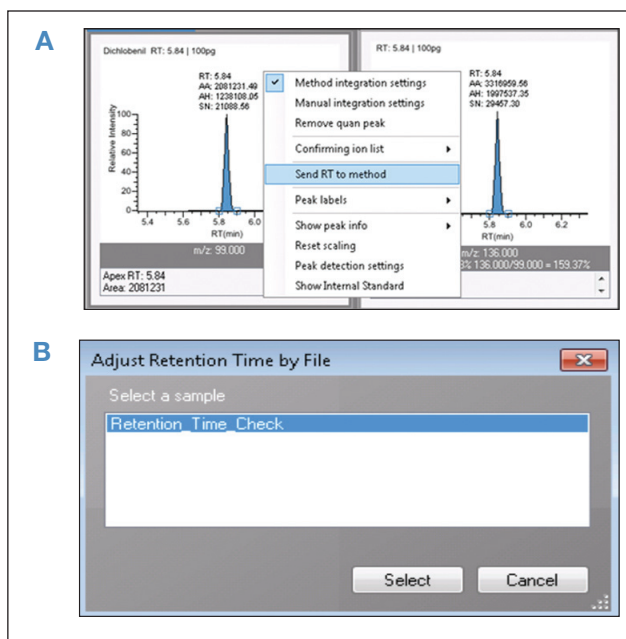 A
Dichlobenil RT: 5.84 | 100pg
RT: 5.84
AA: 2081231.49
AH: 1238108.05
SN: 21088.56
Relative Intensity
100
80
60
40
20
0
5.4 5.6 5.8 6.0
RT(min)
m/z: 99.000
Apex RT: 5.84
Area: 2081231
Method integration settings
Manual integration settings
Remove quan peak
Confirming ion list
Send RT to method
Peak labels
Show peak info
Reset scaling
Peak detection settings
Show Internal Standard
RT: 5.84 | 100pg
RT: 5.84
AA: 3316959.56
AH: 1997537.35
SN: 29457.30
5.8 6.0 6.2
RT(min)
m/z: 136.000
% 136.000/99.000 = 159.37%
B
Adjust Retention Time by File
Select a sample
Retention_Time_Check
Select Cancel